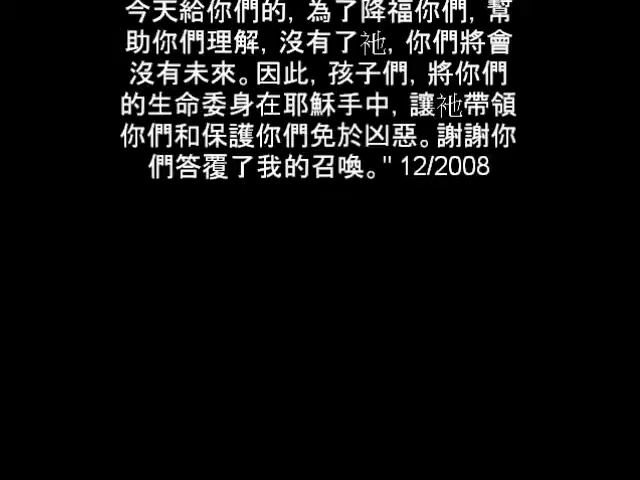 今天給你們的, 為了降福你們, 幫
助你們理解, 沒有了祂, 你們將會
沒有未來。因此, 孩子們, 將你們
的生命委身在耶穌手中, 讓祂帶領
你們和保護你們免於凶惡。謝謝你
們答覆了我的召喚。" 12/2008